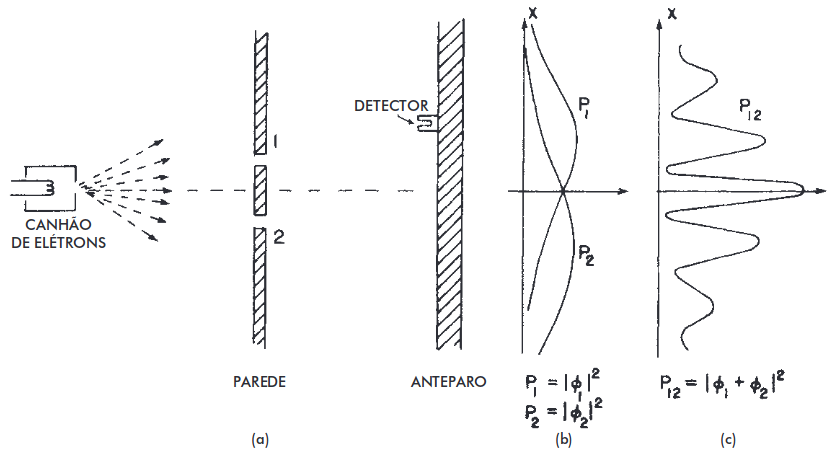 X
X
DETECTOR
1
P₁
P₁₂
CANHÃO
DE ELÉTRONS
2
P₂
PAREDE
ANTEPARO
P₁ = |ϕ₁|²
P₂ = |ϕ₂|²
P₁₂ = |ϕ₁ + ϕ₂|²
(a)
(b)
(c)